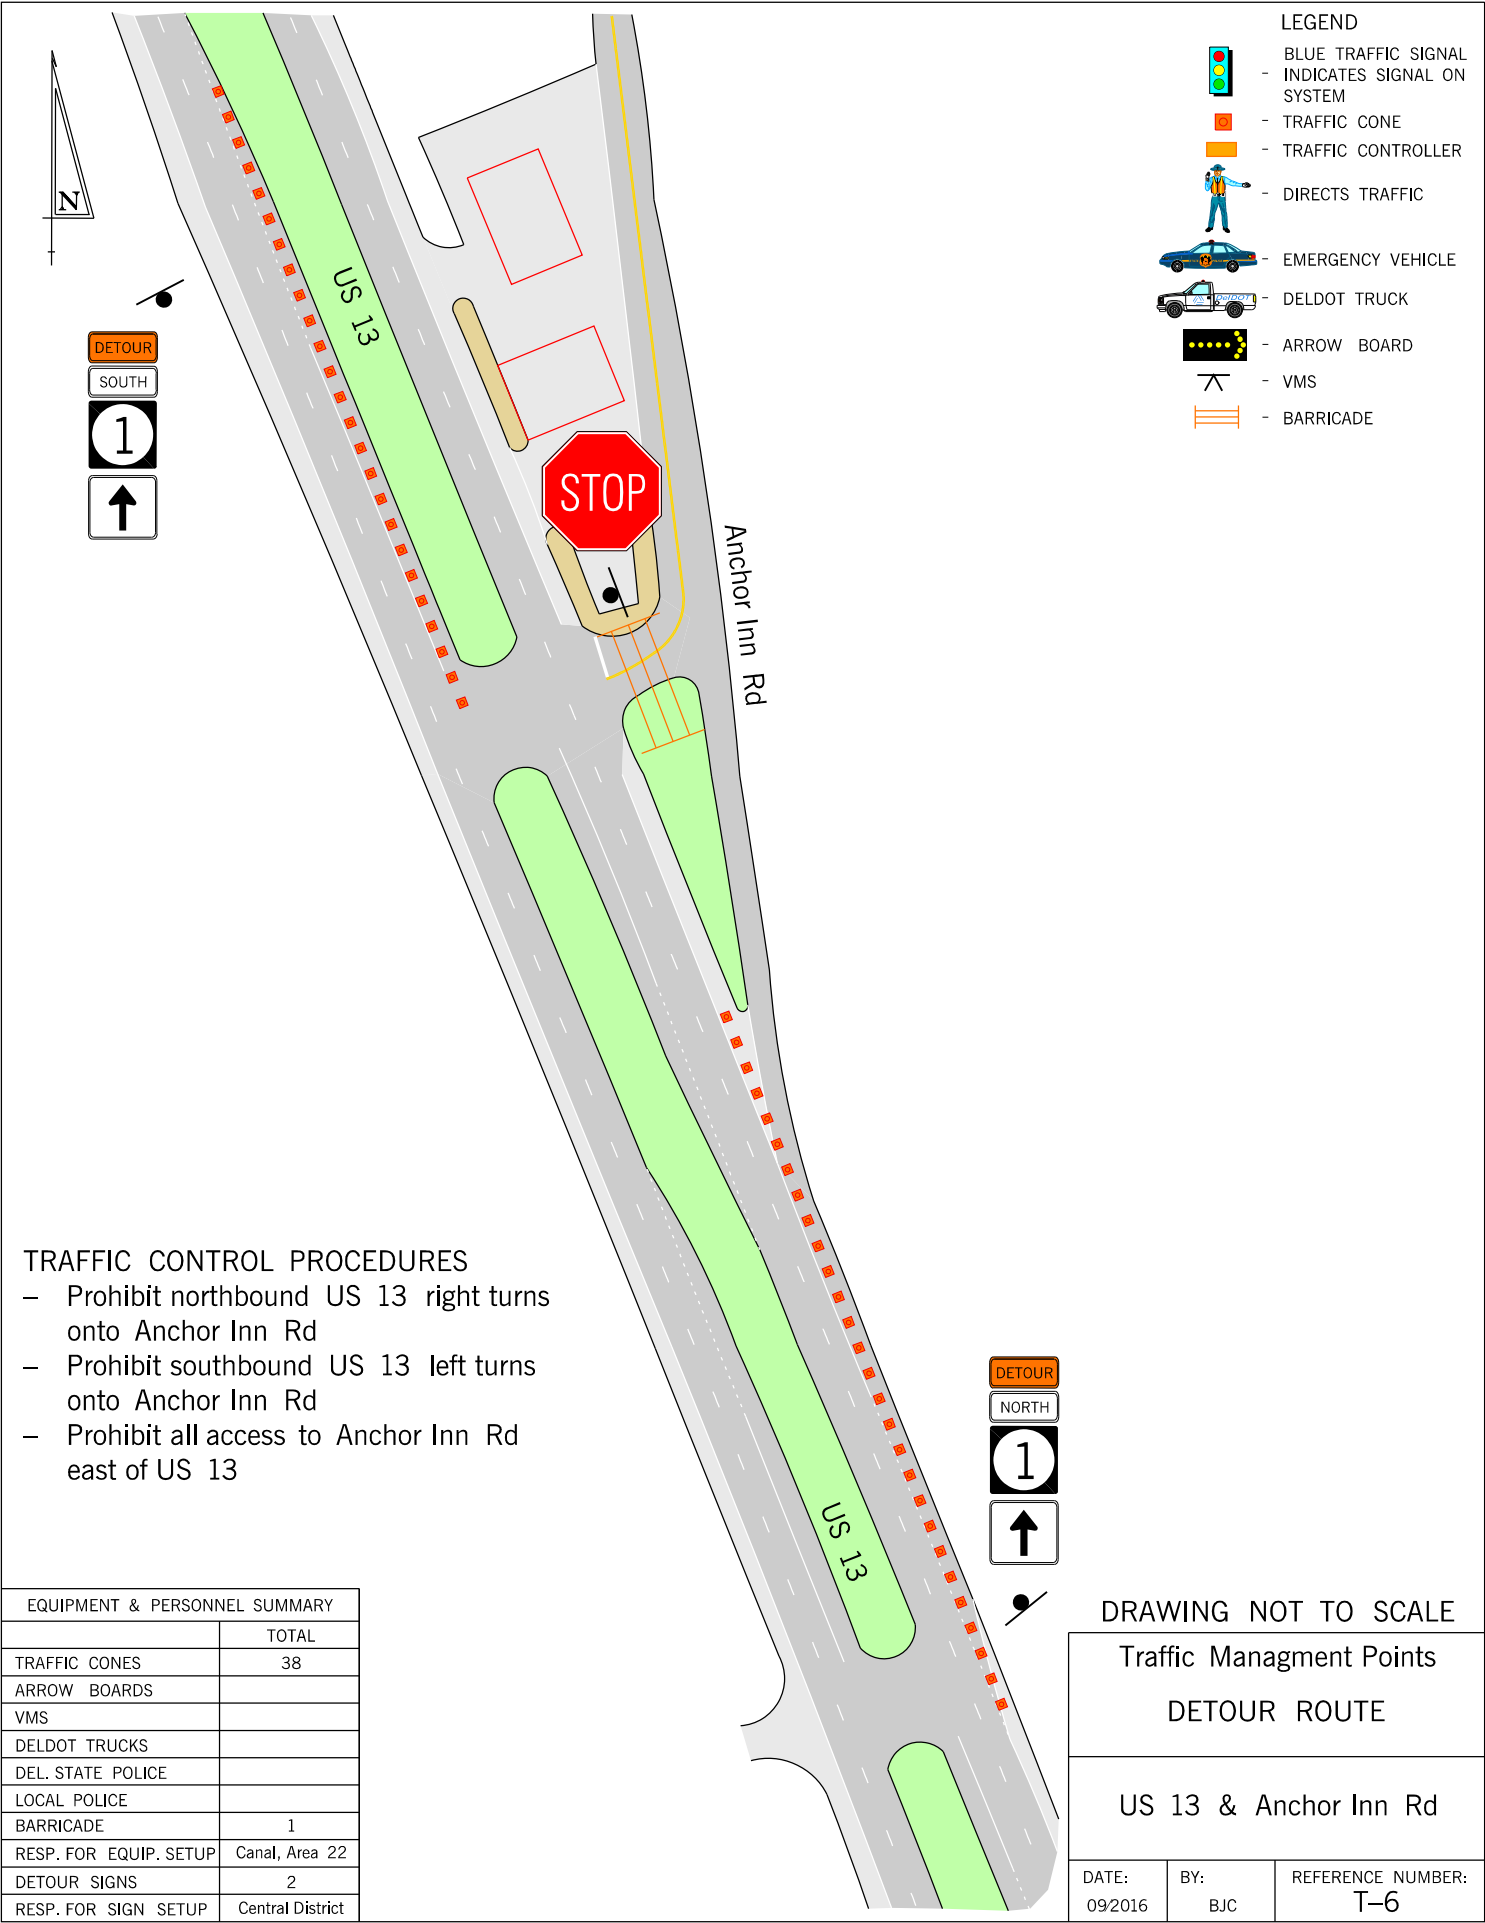 LEGEND
BLUE TRAFFIC SIGNAL
- INDICATES SIGNAL ON
SYSTEM
- TRAFFIC CONE
- TRAFFIC CONTROLLER
- DIRECTS TRAFFIC
- EMERGENCY VEHICLE
DelDOT
- DELDOT TRUCK
- ARROW BOARD
- VMS
- BARRICADE
N
US 13
DETOUR
SOUTH
1
STOP
Anchor Inn Rd
TRAFFIC CONTROL PROCEDURES
– Prohibit northbound US 13 right turns
onto Anchor Inn Rd
– Prohibit southbound US 13 left turns
onto Anchor Inn Rd
– Prohibit all access to Anchor Inn Rd
east of US 13
DETOUR
NORTH
1
US 13
EQUIPMENT & PERSONNEL SUMMARY
TOTAL
TRAFFIC CONES 38
ARROW BOARDS
VMS
DELDOT TRUCKS
DEL. STATE POLICE
LOCAL POLICE
BARRICADE 1
RESP. FOR EQUIP. SETUP Canal, Area 22
DETOUR SIGNS 2
RESP. FOR SIGN SETUP Central District
DRAWING NOT TO SCALE
Traffic Managment Points
DETOUR ROUTE
US 13 & Anchor Inn Rd
DATE: BY: REFERENCE NUMBER:
09/2016 BJC T–6